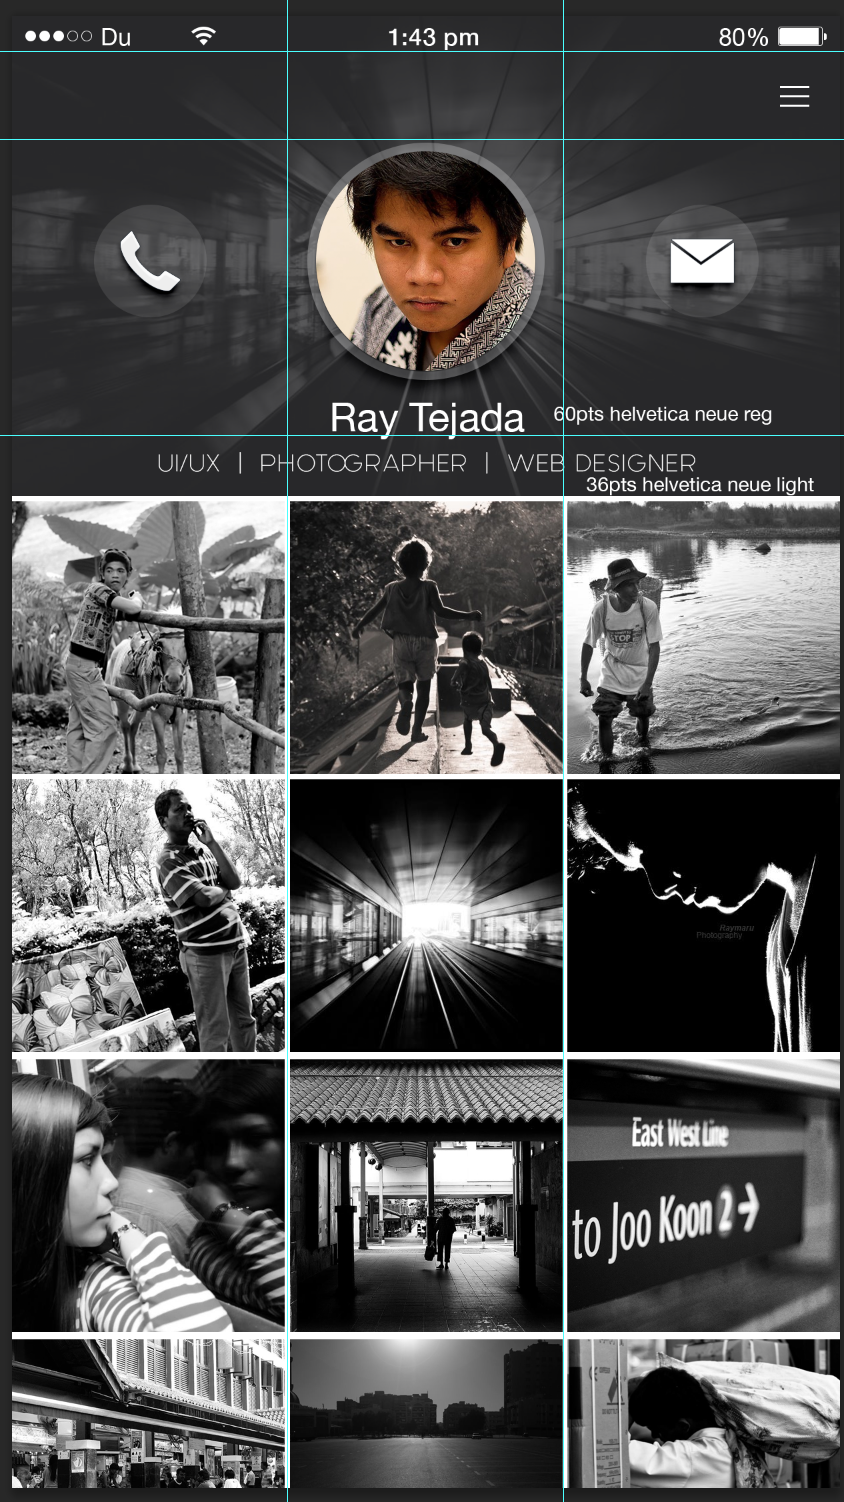 Du 1:43 pm 80%
Ray Tejada
60pts helvetica neue reg
UI/UX | PHOTOGRAPHER | WEB DESIGNER
36pts helvetica neue light
STOP
Raymaru
Photography
East West Line
to Joo Koon 2 →